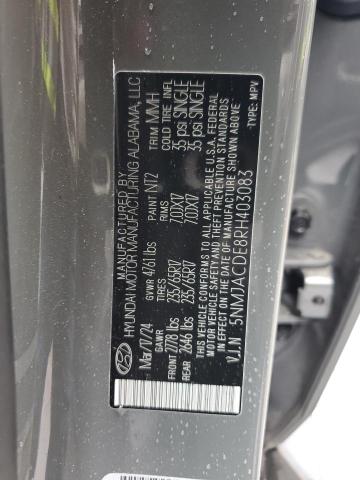 HYUNDAI
MANUFACTURED BY
HYUNDAI MOTOR MANUFACTURING ALABAMA, LLC
Mar/17/24 GVWR 4761lbs PAINT NT2 TRIM MMH
GAWR TIRES RIMS COLD TIRE INFL
FRONT 2778 lbs 235/65R17 7.0JX17 35 psi SINGLE
REAR 2646 lbs 235/65R17 7.0JX17 35 psi SINGLE
THIS VEHICLE CONFORMS TO ALL APPLICABLE U.S.A. FEDERAL
MOTOR VEHICLE SAFETY AND THEFT PREVENTION STANDARDS
IN EFFECT ON THE DATE OF MANUFACTURE SHOWN ABOVE.
V.I.N : 5NMJACDE8RH403083 TYPE: MPV